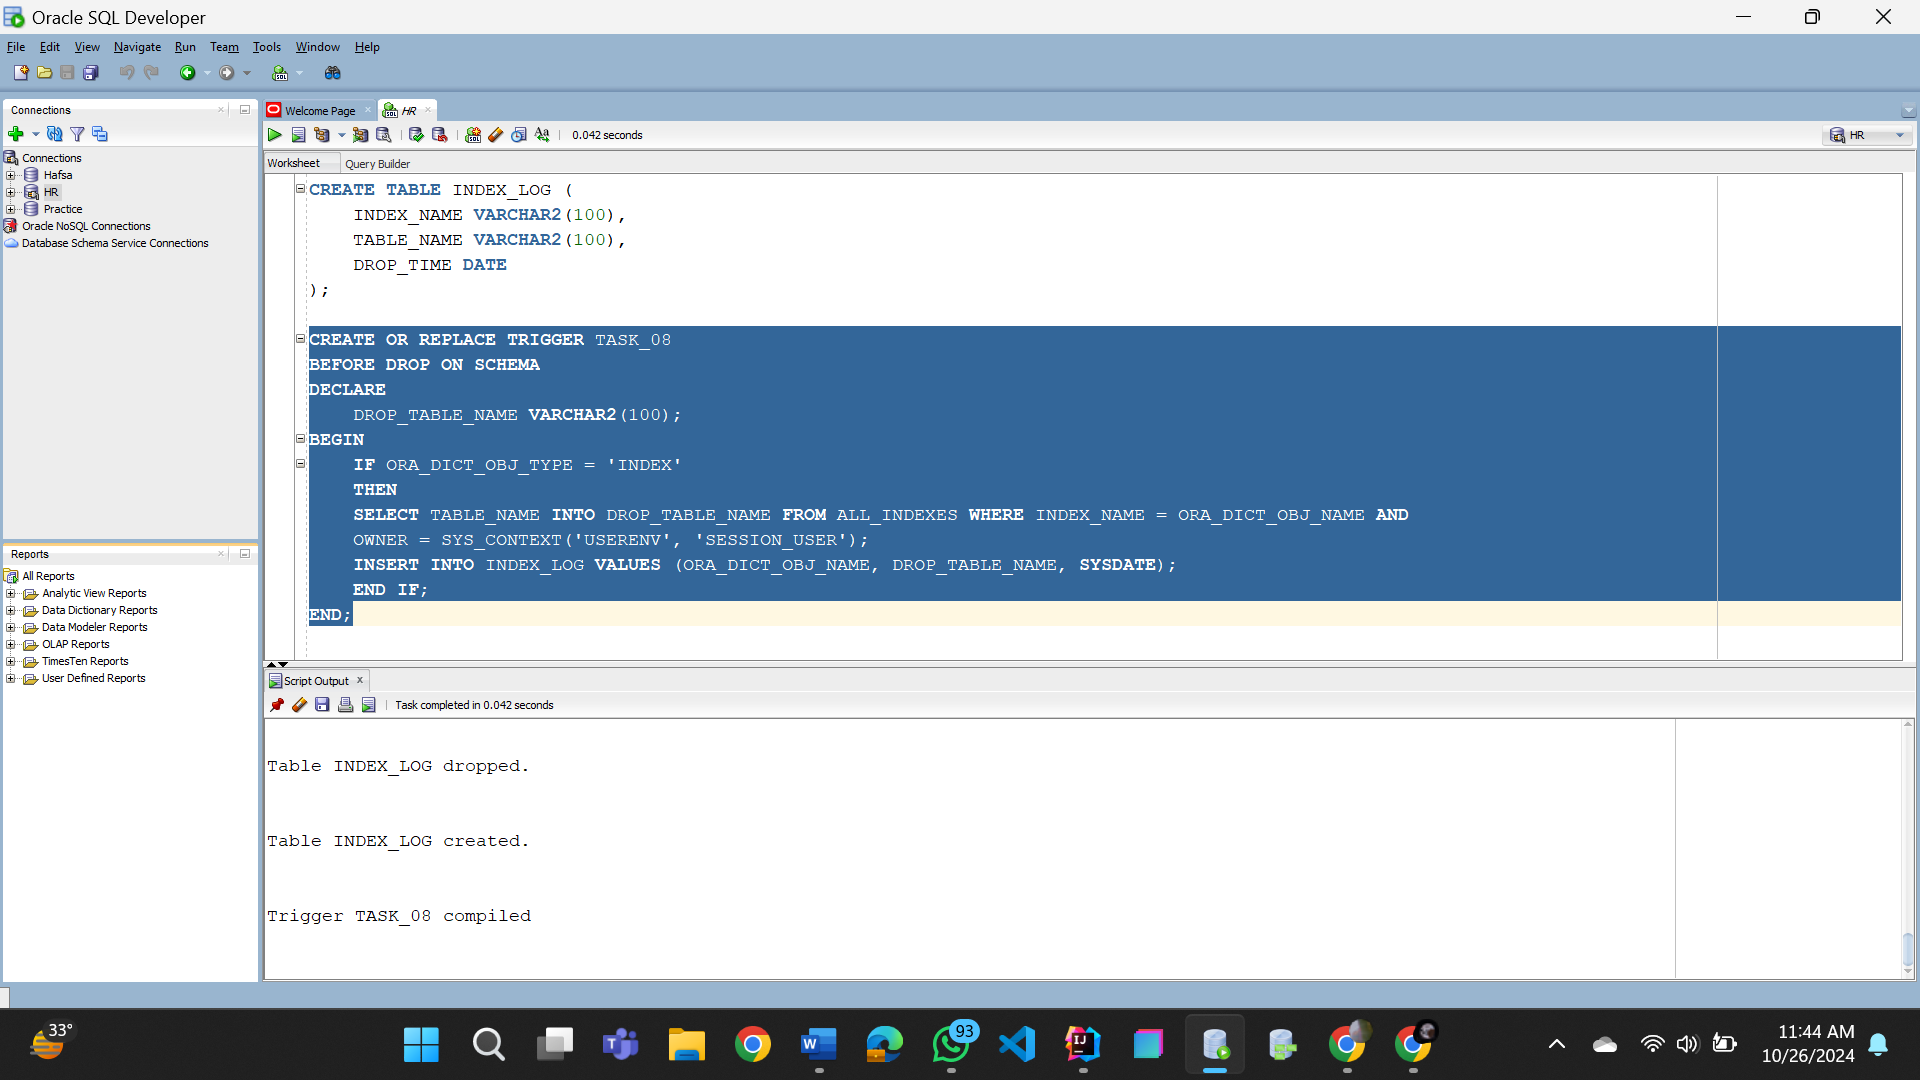 Oracle SQL Developer
File Edit View Navigate Run Team Tools Window Help
Connections
Connections
Hafsa
HR
Practice
Oracle NoSQL Connections
Database Schema Service Connections
Reports
All Reports
Analytic View Reports
Data Dictionary Reports
Data Modeler Reports
OLAP Reports
TimesTen Reports
User Defined Reports
Welcome Page HR
0.042 seconds
HR
Worksheet Query Builder
CREATE TABLE INDEX_LOG (
    INDEX_NAME VARCHAR2(100),
    TABLE_NAME VARCHAR2(100),
    DROP_TIME DATE
);
CREATE OR REPLACE TRIGGER TASK_08
BEFORE DROP ON SCHEMA
DECLARE
    DROP_TABLE_NAME VARCHAR2(100);
BEGIN
    IF ORA_DICT_OBJ_TYPE = 'INDEX'
    THEN
    SELECT TABLE_NAME INTO DROP_TABLE_NAME FROM ALL_INDEXES WHERE INDEX_NAME = ORA_DICT_OBJ_NAME AND
    OWNER = SYS_CONTEXT('USERENV', 'SESSION_USER');
    INSERT INTO INDEX_LOG VALUES (ORA_DICT_OBJ_NAME, DROP_TABLE_NAME, SYSDATE);
    END IF;
END;
Script Output
Task completed in 0.042 seconds
Table INDEX_LOG dropped.
Table INDEX_LOG created.
Trigger TASK_08 compiled
33°
93
11:44 AM
10/26/2024